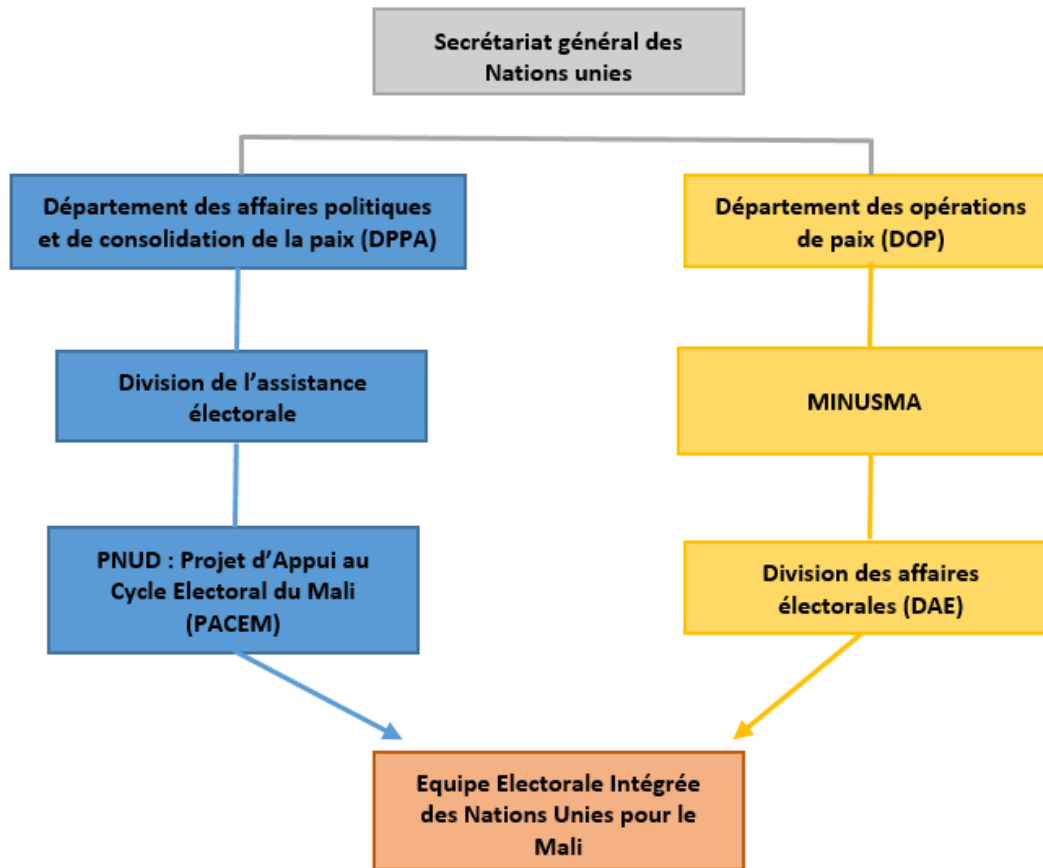 Secrétariat général des
Nations unies
Département des affaires politiques
et de consolidation de la paix (DPPA)
Département des opérations
de paix (DOP)
Division de l’assistance
électorale
MINUSMA
PNUD : Projet d’Appui au
Cycle Electoral du Mali
(PACEM)
Division des affaires
électorales (DAE)
Equipe Electorale Intégrée
des Nations Unies pour le
Mali